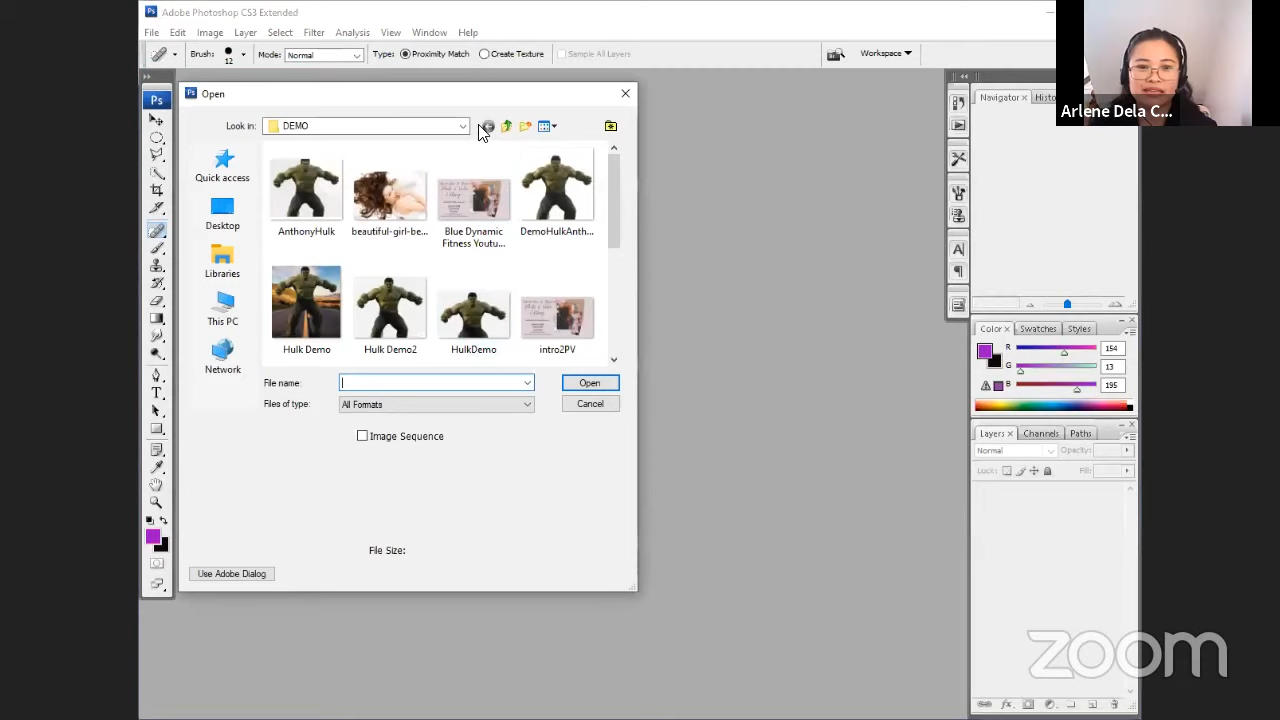 Ps Adobe Photoshop CS3 Extended
File Edit Image Layer Select Filter Analysis View Window Help
Brush: 12 Mode: Normal Type: Proximity Match Create Texture Sample All Layers Workspace
Arlene Dela C...
Ps Open
Look in: DEMO
Quick access
Desktop
Libraries
This PC
Network
AnthonyHulk beautiful-girl-be... Blue Dynamic Fitness Youtu... DemoHulkAnth...
Hulk Demo Hulk Demo2 HulkDemo intro2PV
File name: Open
Files of type: All Formats Cancel
Image Sequence
File Size:
Use Adobe Dialog
Ps
T
Navigator x Histo
A
Color x Swatches Styles
R 154
G 13
B 195
Layers x Channels Paths
Normal Opacity:
Lock: Fill:
zoom